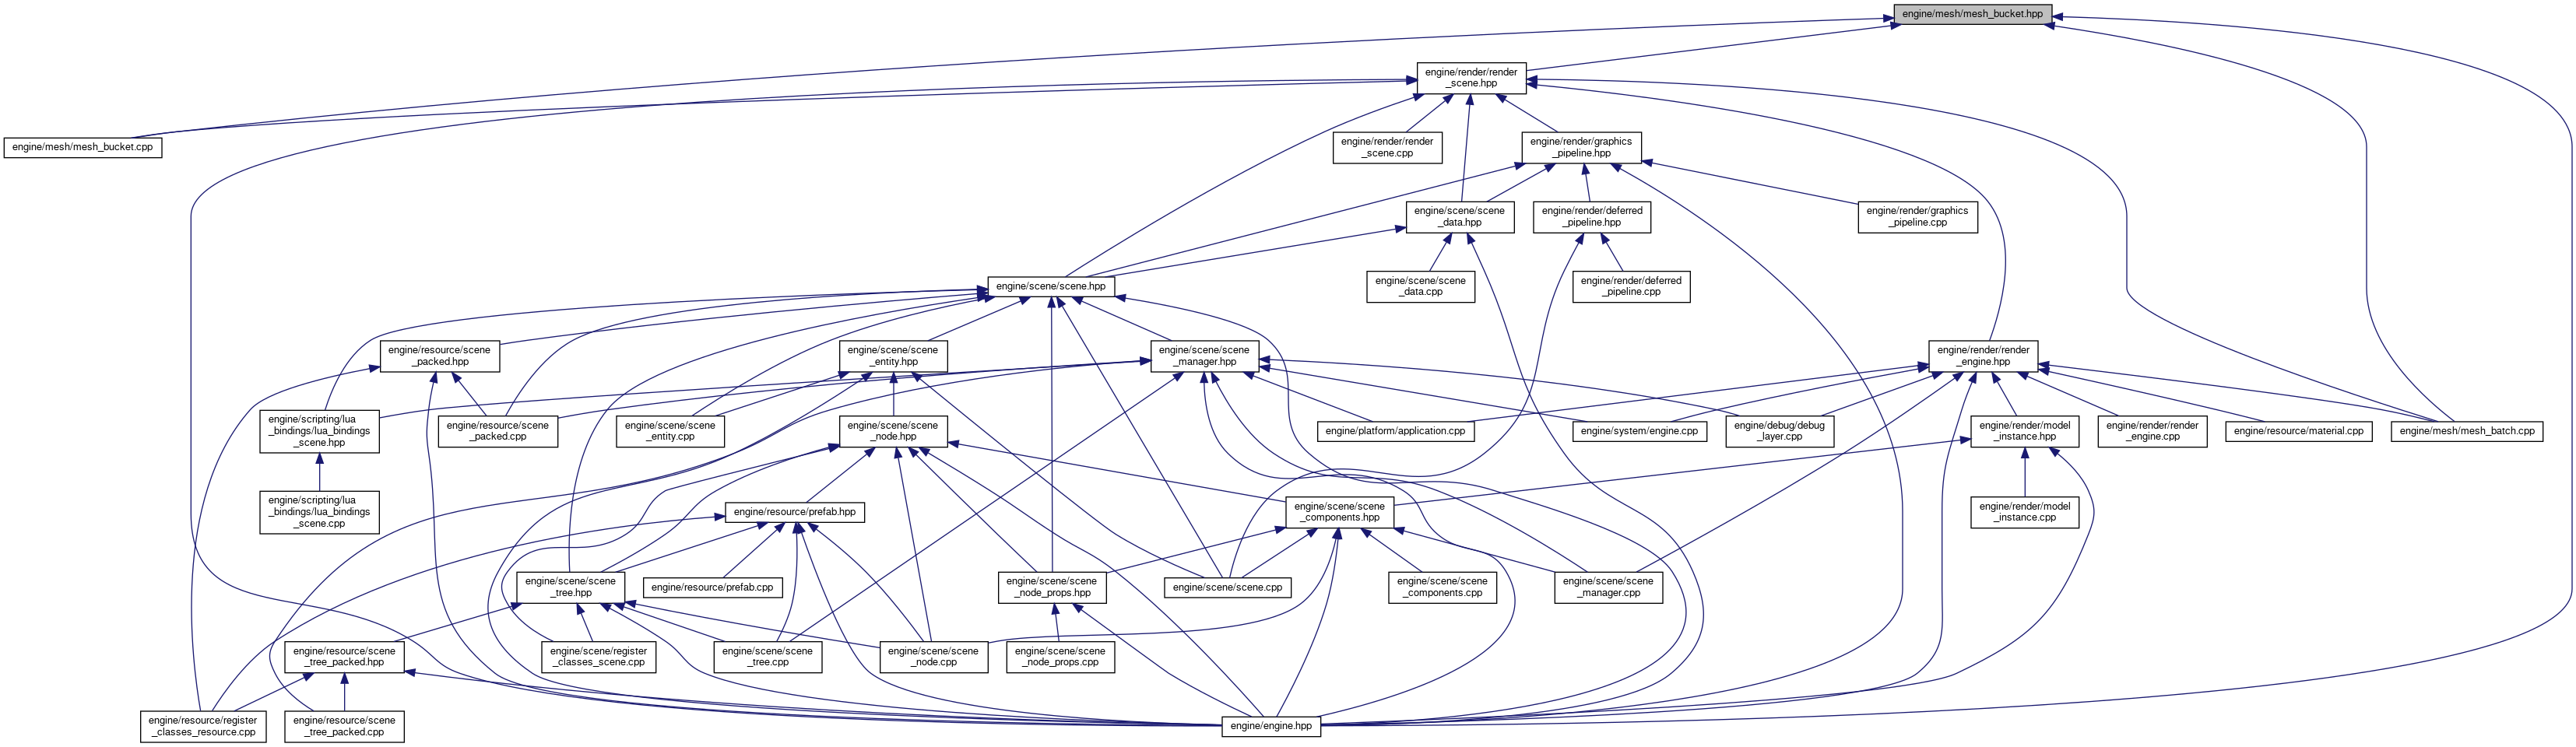 engine/mesh/mesh_bucket.hpp
engine/render/render
_scene.hpp
engine/mesh/mesh_bucket.cpp
engine/render/render
_scene.cpp
engine/render/graphics
_pipeline.hpp
engine/scene/scene
_data.hpp
engine/render/deferred
_pipeline.hpp
engine/render/graphics
_pipeline.cpp
engine/scene/scene.hpp
engine/scene/scene
_data.cpp
engine/render/deferred
_pipeline.cpp
engine/resource/scene
_packed.hpp
engine/scene/scene
_entity.hpp
engine/scene/scene
_manager.hpp
engine/render/render
_engine.hpp
engine/scripting/lua
_bindings/lua_bindings
_scene.hpp
engine/resource/scene
_packed.cpp
engine/scene/scene
_entity.cpp
engine/scene/scene
_node.hpp
engine/platform/application.cpp
engine/system/engine.cpp
engine/debug/debug
_layer.cpp
engine/render/model
_instance.hpp
engine/render/render
_engine.cpp
engine/resource/material.cpp
engine/mesh/mesh_batch.cpp
engine/scripting/lua
_bindings/lua_bindings
_scene.cpp
engine/resource/prefab.hpp
engine/scene/scene
_components.hpp
engine/render/model
_instance.cpp
engine/scene/scene
_tree.hpp
engine/resource/prefab.cpp
engine/scene/scene
_node_props.hpp
engine/scene/scene.cpp
engine/scene/scene
_components.cpp
engine/scene/scene
_manager.cpp
engine/resource/scene
_tree_packed.hpp
engine/scene/register
_classes_scene.cpp
engine/scene/scene
_tree.cpp
engine/scene/scene
_node.cpp
engine/scene/scene
_node_props.cpp
engine/resource/register
_classes_resource.cpp
engine/resource/scene
_tree_packed.cpp
engine/engine.hpp